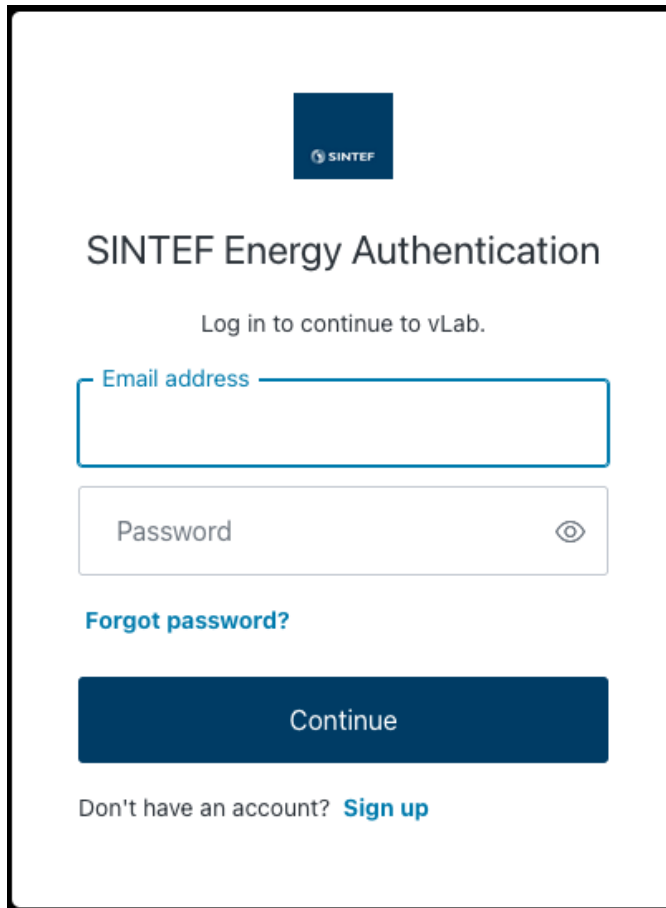 SINTEF
SINTEF Energy Authentication
Log in to continue to vLab.
Email address
Password
Forgot password?
Continue
Don't have an account? Sign up